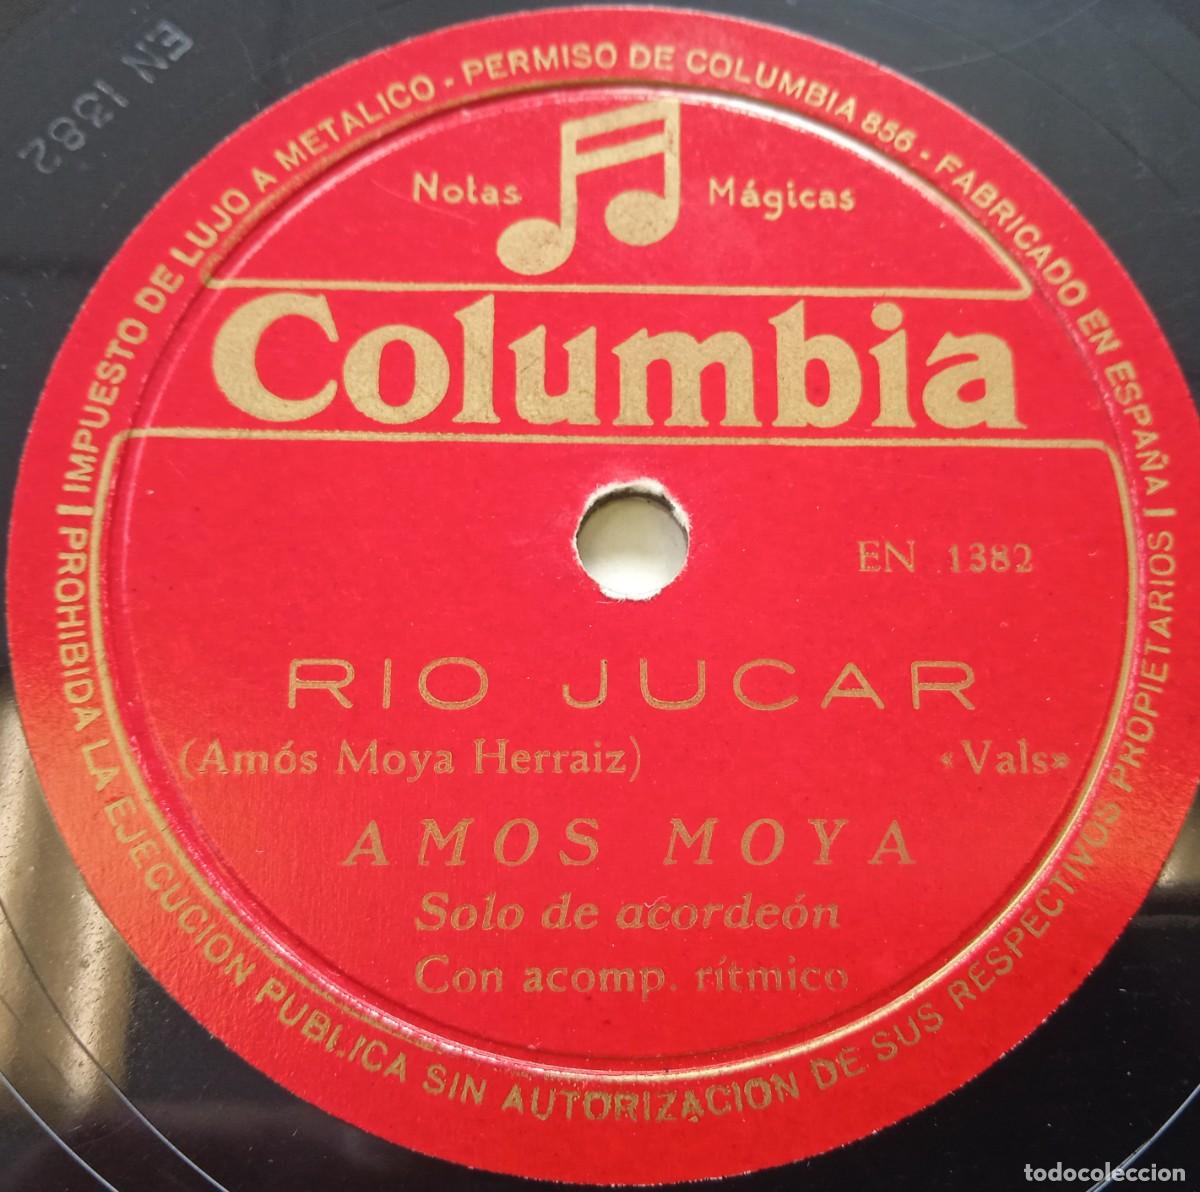 EN 1382
IMPUESTO DE LUJO A METALICO - PERMISO DE COLUMBIA 856 - FABRICADO EN ESPAÑA
Notas Mágicas
Columbia
EN 1382
RIO JUCAR
(Amós Moya Herraiz) «Vals»
AMOS MOYA
Solo de acordeón
Con acomp. rítmico
PROHIBIDA LA EJECUCION PUBLICA SIN AUTORIZACION DE SUS RESPECTIVOS PROPIETARIOS
todocoleccion